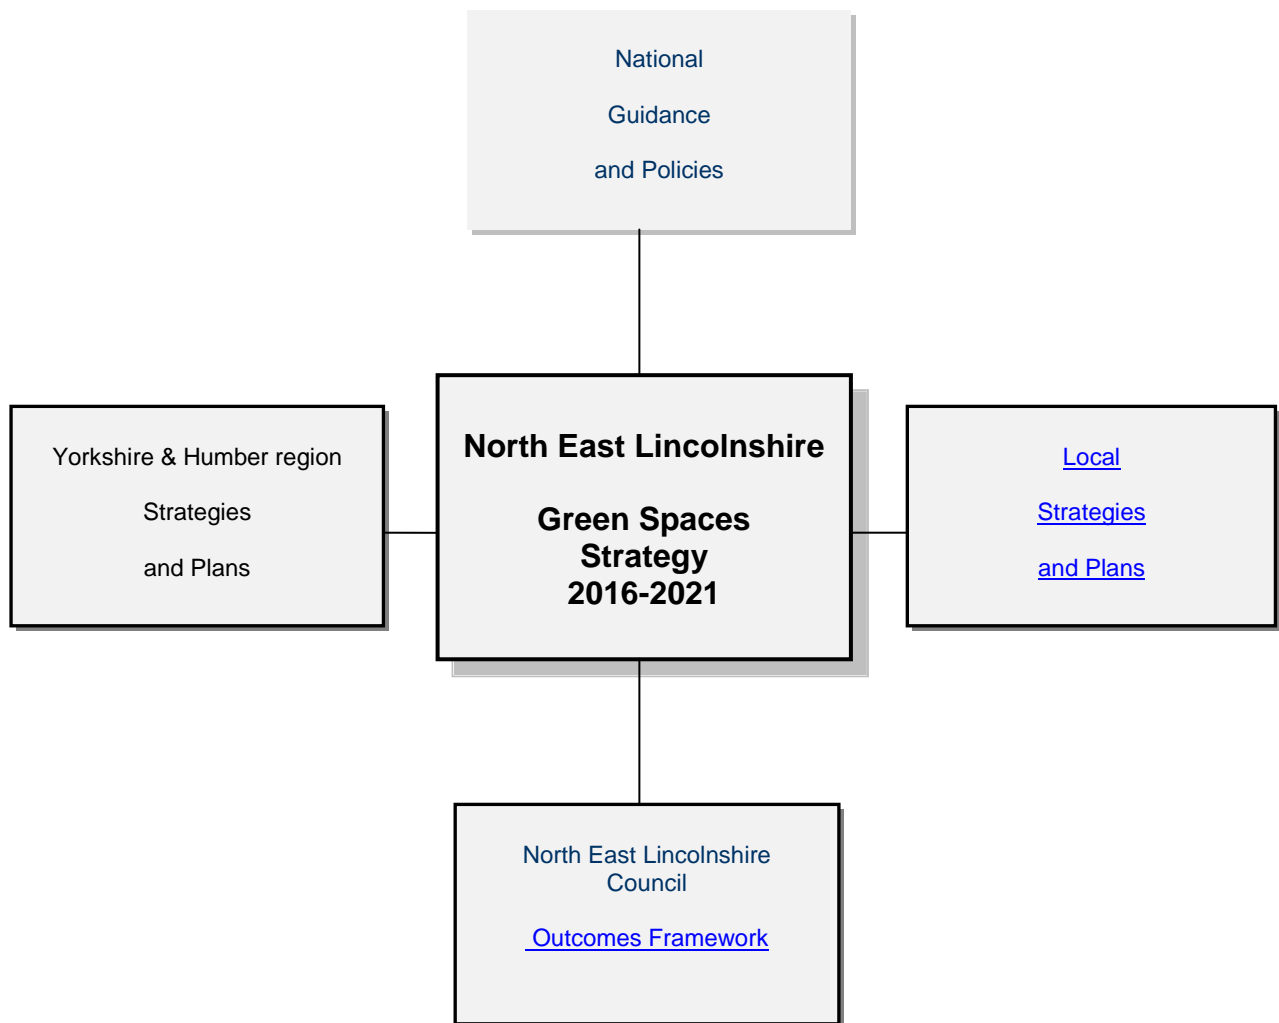 National
Guidance
and Policies
Yorkshire & Humber region
Strategies
and Plans
North East Lincolnshire
Green Spaces
Strategy
2016-2021
Local
Strategies
and Plans
North East Lincolnshire
Council
Outcomes Framework